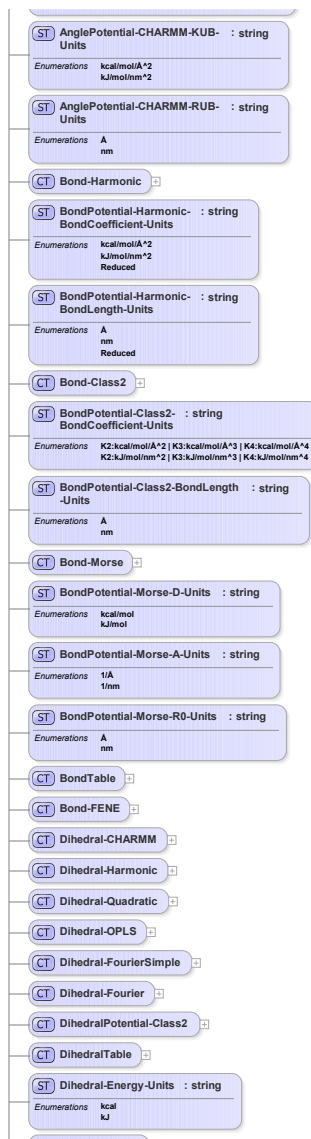 ST AnglePotential-CHARMM-KUB- : string
Units
Enumerations kcal/mol/Å^2
kJ/mol/nm^2
ST AnglePotential-CHARMM-RUB- : string
Units
Enumerations Å
nm
CT Bond-Harmonic
ST BondPotential-Harmonic- : string
BondCoefficient-Units
Enumerations kcal/mol/Å^2
kJ/mol/nm^2
Reduced
ST BondPotential-Harmonic- : string
BondLength-Units
Enumerations Å
nm
Reduced
CT Bond-Class2
ST BondPotential-Class2- : string
BondCoefficient-Units
Enumerations K2:kcal/mol/Å^2 | K3:kcal/mol/Å^3 | K4:kcal/mol/Å^4
K2:kJ/mol/nm^2 | K3:kJ/mol/nm^3 | K4:kJ/mol/nm^4
ST BondPotential-Class2-BondLength : string
-Units
Enumerations Å
nm
CT Bond-Morse
ST BondPotential-Morse-D-Units : string
Enumerations kcal/mol
kJ/mol
ST BondPotential-Morse-A-Units : string
Enumerations 1/Å
1/nm
ST BondPotential-Morse-R0-Units : string
Enumerations Å
nm
CT BondTable
CT Bond-FENE
CT Dihedral-CHARMM
CT Dihedral-Harmonic
CT Dihedral-Quadratic
CT Dihedral-OPLS
CT Dihedral-FourierSimple
CT Dihedral-Fourier
CT DihedralPotential-Class2
CT DihedralTable
ST Dihedral-Energy-Units : string
Enumerations kcal
kJ